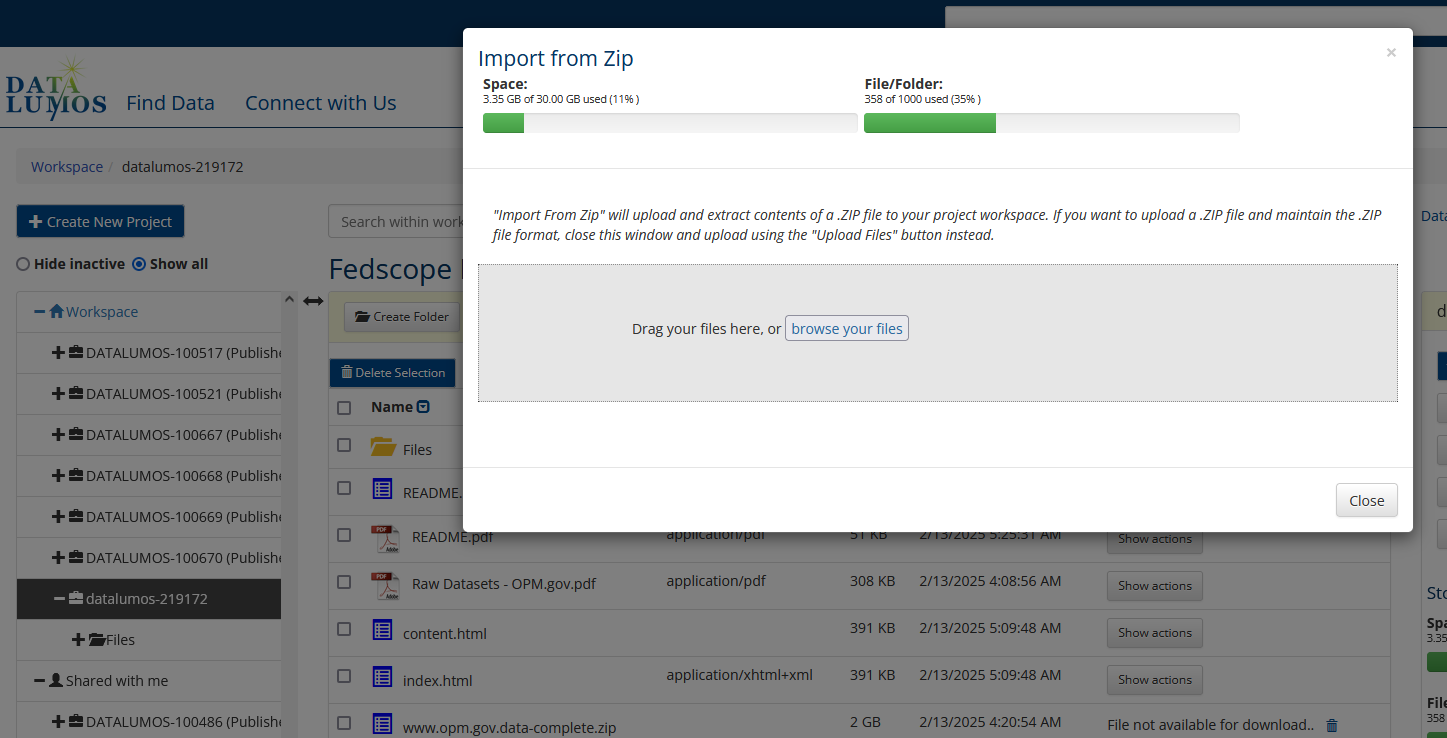 Import from Zip
×
Space:
3.35 GB of 30.00 GB used (11% )
File/Folder:
358 of 1000 used (35% )
"Import From Zip" will upload and extract contents of a .ZIP file to your project workspace. If you want to upload a .ZIP file and maintain the .ZIP
file format, close this window and upload using the "Upload Files" button instead.
Drag your files here, or browse your files
Close
DATA
LUMOS
Find Data
Connect with Us
Workspace / datalumos-219172
Create New Project
Search within work
Hide inactive Show all
Fedscope
Workspace
DATALUMOS-100517 (Publishe
DATALUMOS-100521 (Publishe
DATALUMOS-100667 (Publishe
DATALUMOS-100668 (Publishe
DATALUMOS-100669 (Publishe
DATALUMOS-100670 (Publishe
datalumos-219172
Files
Shared with me
DATALUMOS-100486 (Publishe
Create Folder
Delete Selection
Name
Files
README.
README.pdf application/pdf 51 KB 2/13/2025 5:25:31 AM Show actions
Raw Datasets - OPM.gov.pdf application/pdf 308 KB 2/13/2025 4:08:56 AM Show actions
content.html 391 KB 2/13/2025 5:09:48 AM Show actions
index.html application/xhtml+xml 391 KB 2/13/2025 5:09:48 AM Show actions
www.opm.gov.data-complete.zip 2 GB 2/13/2025 4:20:54 AM File not available for download..
Data
d
Sto
Spa
3.35
File
358